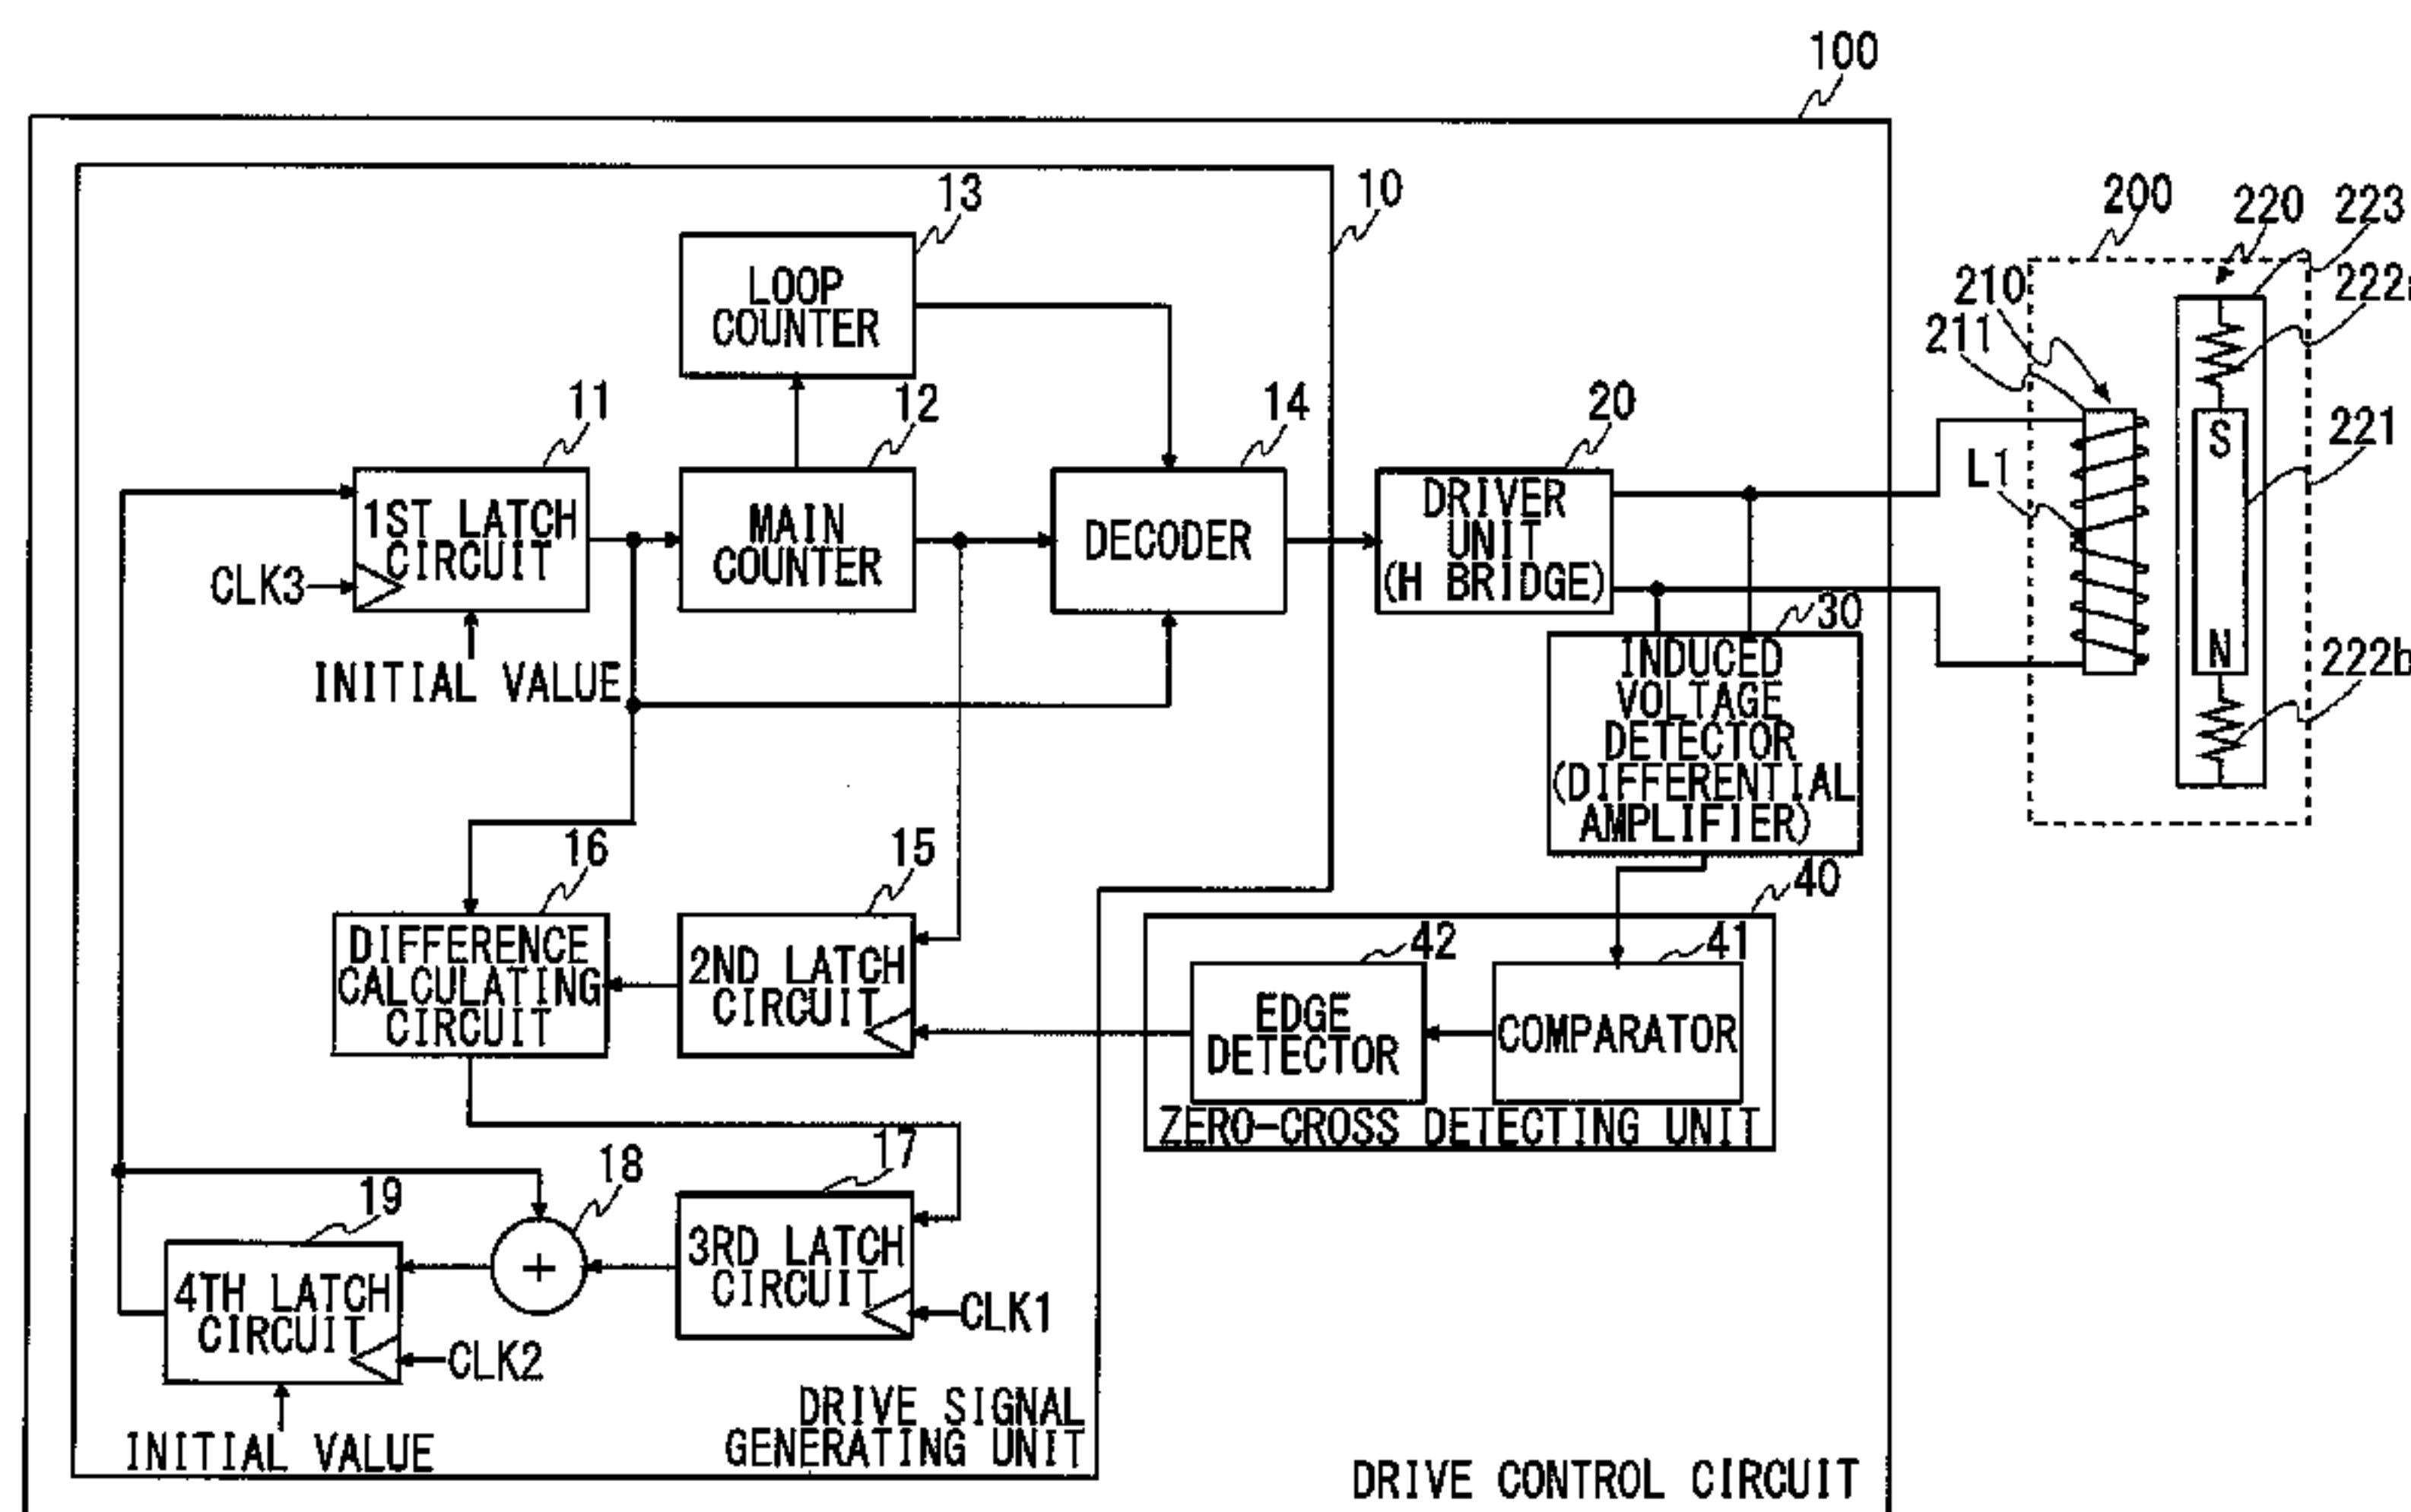 100
13
10
200
220
223
LOOP
COUNTER
210
211
11
12
14
20
S
221
1ST LATCH
CIRCUIT
MAIN
COUNTER
DECODER
DRIVER
UNIT
(H BRIDGE)
L1
CLK3
30
INITIAL VALUE
INDUCED
VOLTAGE
DETECTOR
(DIFFERENTIAL
AMPLIFIER)
N
222b
16
15
40
DIFFERENCE
CALCULATING
CIRCUIT
2ND LATCH
CIRCUIT
42
41
EDGE
DETECTOR
COMPARATOR
ZERO-CROSS DETECTING UNIT
19
18
17
4TH LATCH
CIRCUIT
+
3RD LATCH
CIRCUIT
CLK1
CLK2
INITIAL VALUE
DRIVE SIGNAL
GENERATING UNIT
DRIVE CONTROL CIRCUIT